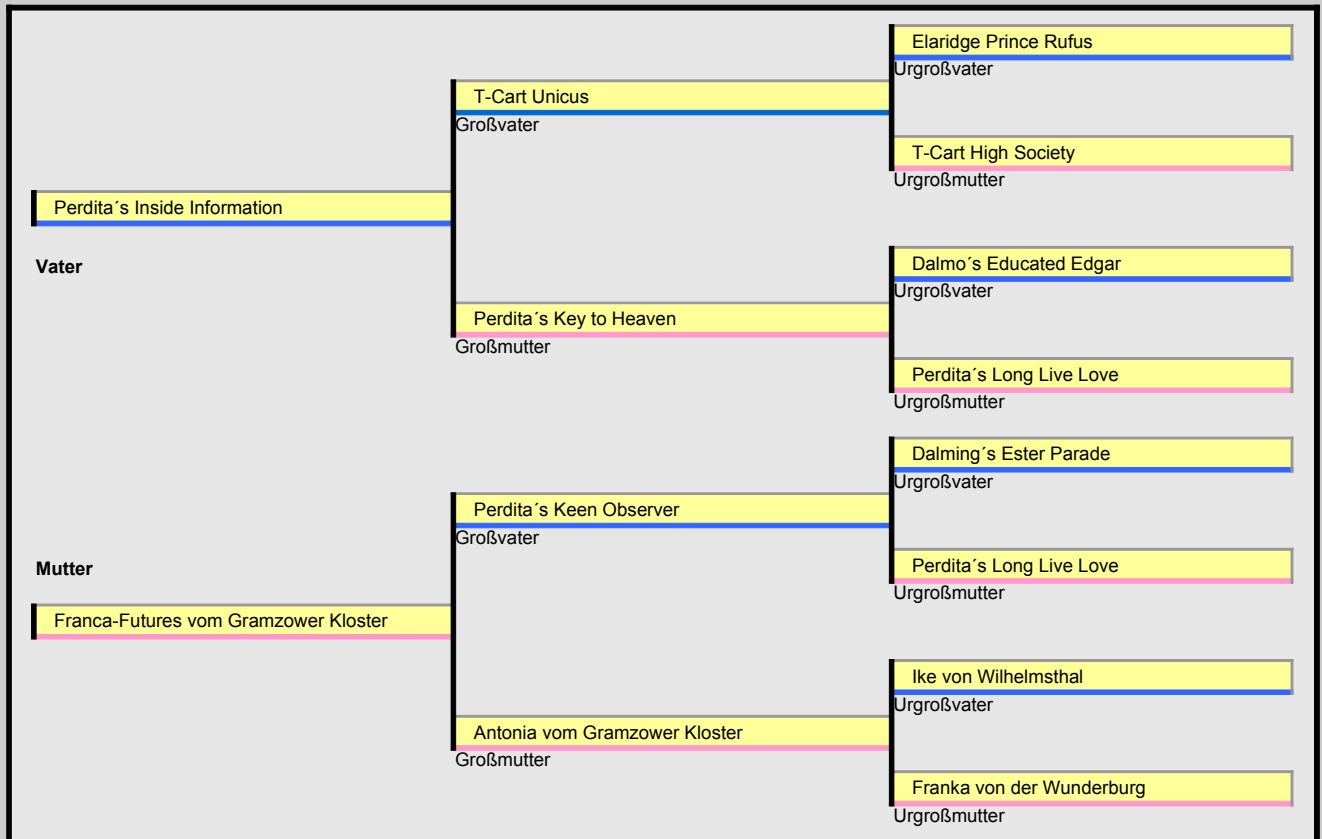 Elaridge Prince Rufus
Urgroßvater
T-Cart Unicus
Großvater
T-Cart High Society
Urgroßmutter
Perdita´s Inside Information
Vater
Dalmo´s Educated Edgar
Urgroßvater
Perdita´s Key to Heaven
Großmutter
Perdita´s Long Live Love
Urgroßmutter
Dalming´s Ester Parade
Urgroßvater
Perdita´s Keen Observer
Großvater
Mutter
Perdita´s Long Live Love
Urgroßmutter
Franca-Futures vom Gramzower Kloster
Ike von Wilhelmsthal
Urgroßvater
Antonia vom Gramzower Kloster
Großmutter
Franka von der Wunderburg
Urgroßmutter